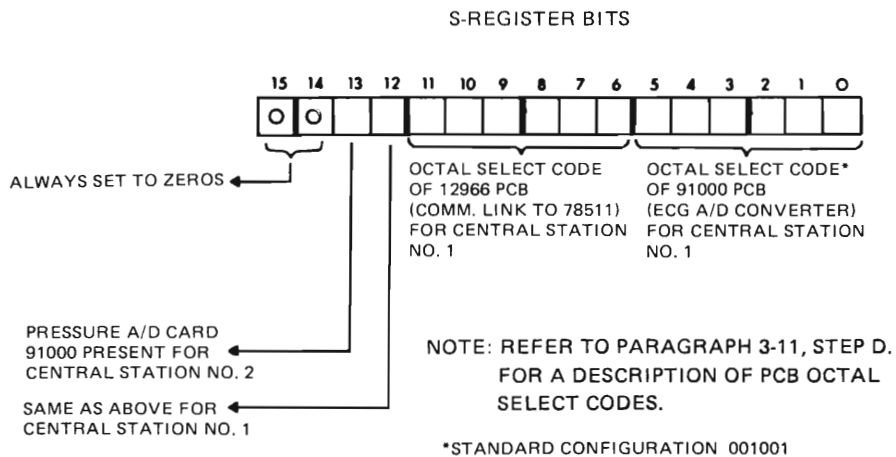 S-REGISTER BITS
15 14 13 12 11 10 9 8 7 6 5 4 3 2 1 0
0 0
ALWAYS SET TO ZEROS
OCTAL SELECT CODE
OF 12966 PCB
(COMM. LINK TO 78511)
FOR CENTRAL STATION
NO. 1
OCTAL SELECT CODE*
OF 91000 PCB
(ECG A/D CONVERTER)
FOR CENTRAL STATION
NO. 1
PRESSURE A/D CARD
91000 PRESENT FOR
CENTRAL STATION NO. 2
SAME AS ABOVE FOR
CENTRAL STATION NO. 1
NOTE: REFER TO PARAGRAPH 3-11, STEP D.
FOR A DESCRIPTION OF PCB OCTAL
SELECT CODES.
*STANDARD CONFIGURATION 001001